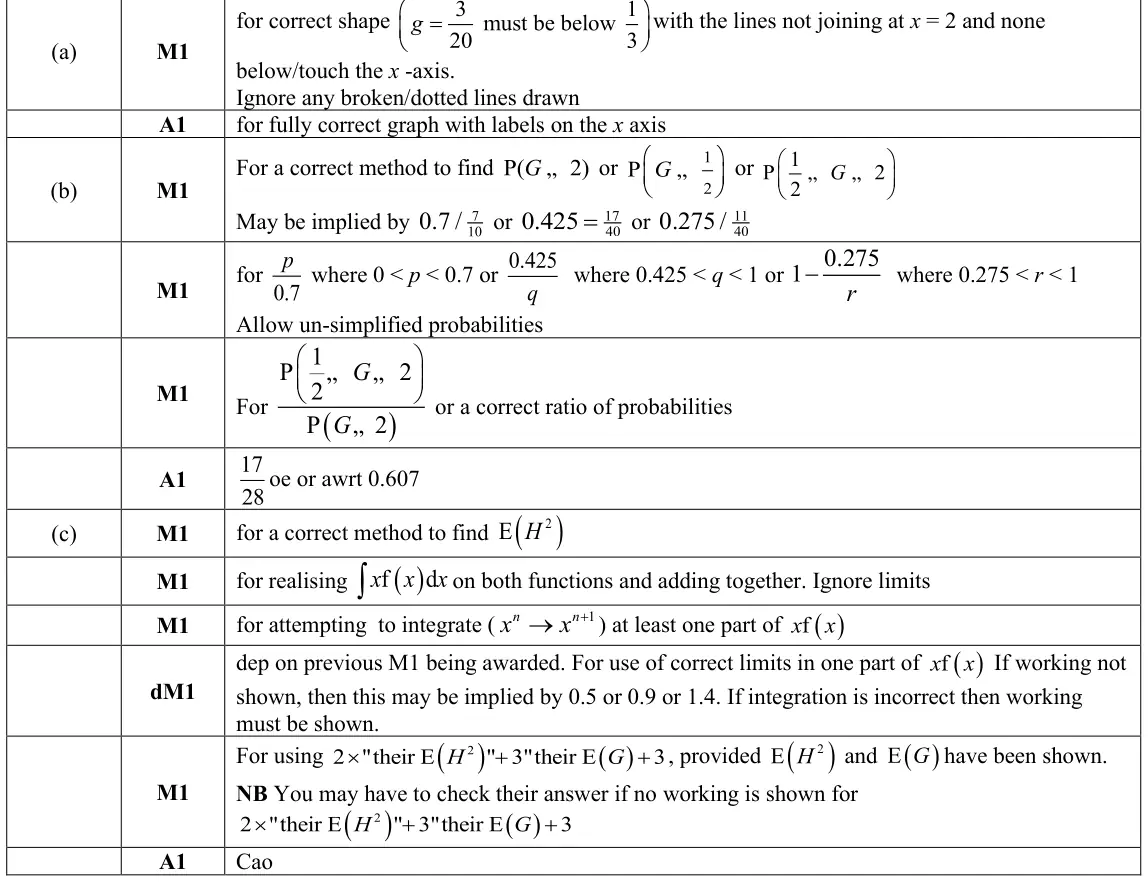 (a) M1 for correct shape (g = 3/20 must be below 1/3) with the lines not joining at x = 2 and none
below/touch the x -axis.
Ignore any broken/dotted lines drawn
A1 for fully correct graph with labels on the x axis
(b) M1 For a correct method to find P(G „ 2) or P(G „ 1/2) or P(1/2 „ G „ 2)
May be implied by 0.7 / 7/10 or 0.425 = 17/40 or 0.275 / 11/40
M1 for p/0.7 where 0 < p < 0.7 or 0.425/q where 0.425 < q < 1 or 1 − 0.275/r where 0.275 < r < 1
Allow un-simplified probabilities
M1 For P(1/2 „ G „ 2)/P(G „ 2) or a correct ratio of probabilities
A1 17/28 oe or awrt 0.607
(c) M1 for a correct method to find E(H²)
M1 for realising ∫xf(x)dx on both functions and adding together. Ignore limits
M1 for attempting to integrate ( xⁿ → xⁿ⁺¹ ) at least one part of xf(x)
dM1 dep on previous M1 being awarded. For use of correct limits in one part of xf(x) If working not
shown, then this may be implied by 0.5 or 0.9 or 1.4. If integration is incorrect then working
must be shown.
M1 For using 2×"their E(H²)"+3"their E(G)+3, provided E(H²) and E(G) have been shown.
NB You may have to check their answer if no working is shown for
2×"their E(H²)"+3"their E(G)+3
A1 Cao